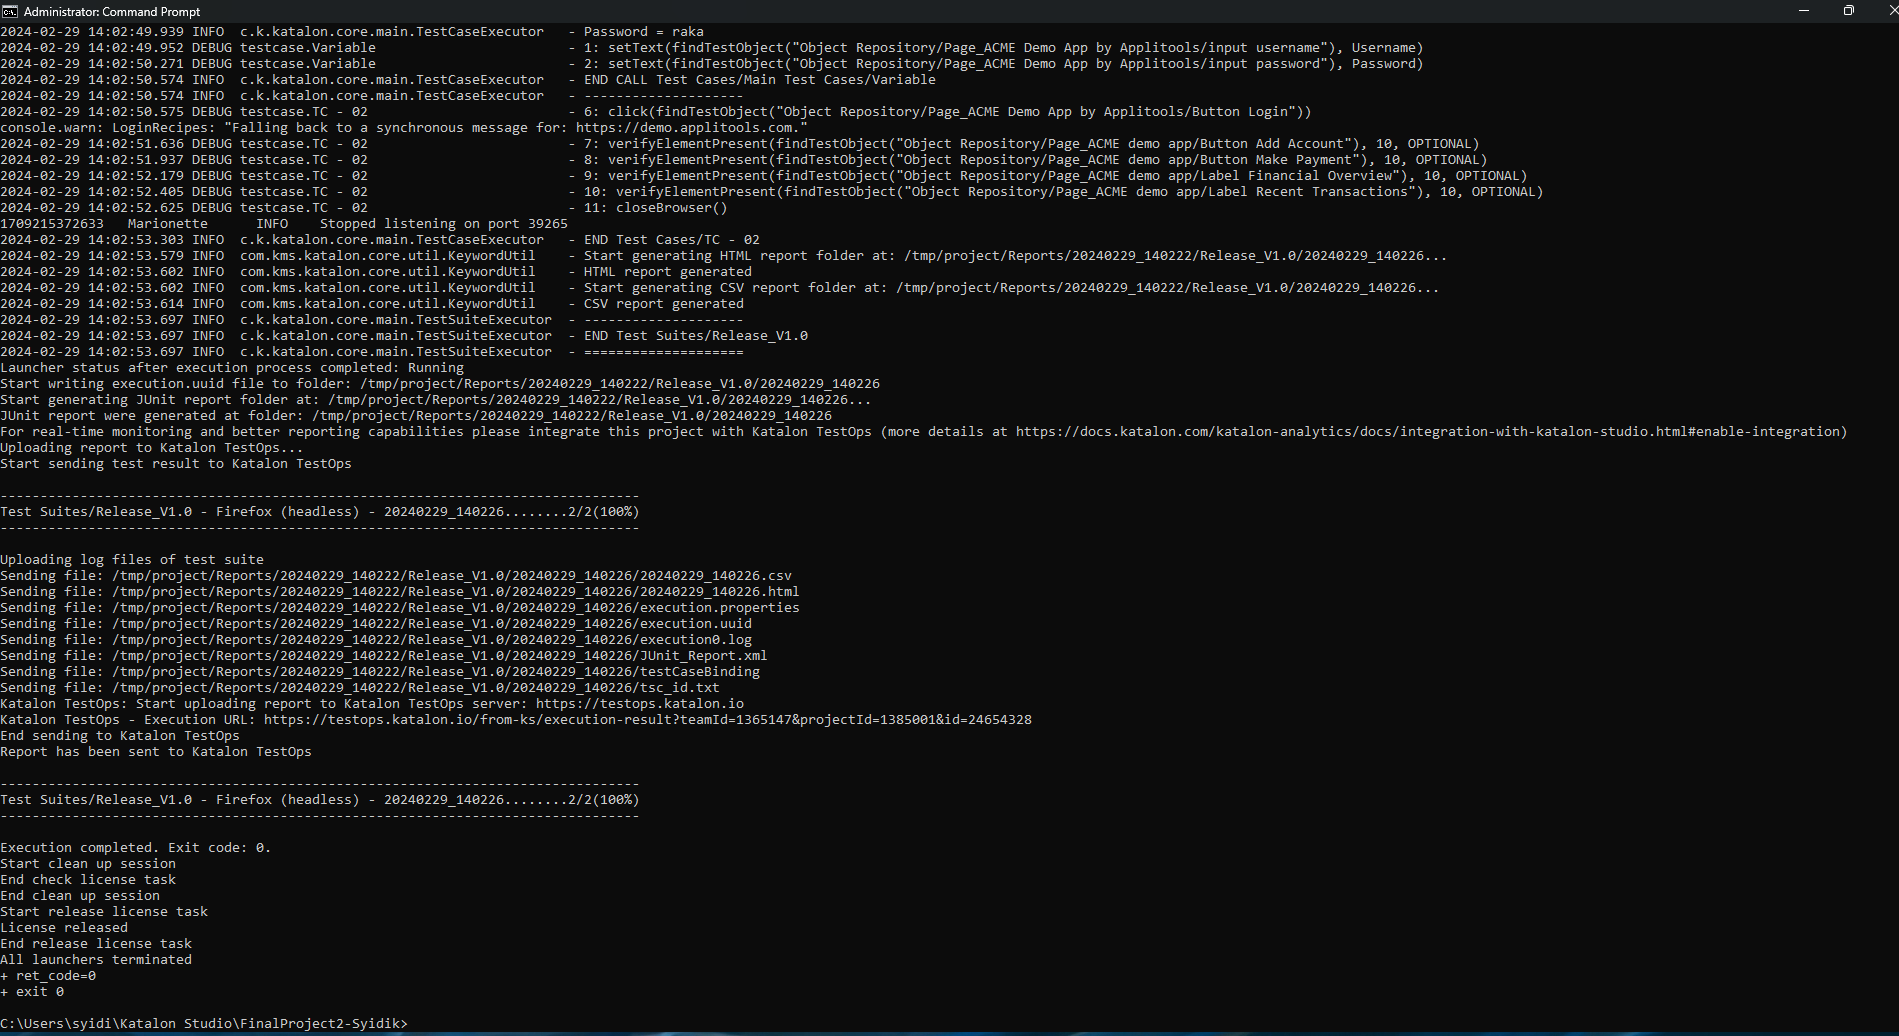 Administrator: Command Prompt
2024-02-29 14:02:49.939 INFO  c.k.katalon.core.main.TestCaseExecutor   - Password = raka
2024-02-29 14:02:49.952 DEBUG testcase.Variable                        - 1: setText(findTestObject("Object Repository/Page_ACME Demo App by Applitools/input username"), Username)
2024-02-29 14:02:50.271 DEBUG testcase.Variable                        - 2: setText(findTestObject("Object Repository/Page_ACME Demo App by Applitools/input password"), Password)
2024-02-29 14:02:50.574 INFO  c.k.katalon.core.main.TestCaseExecutor   - END CALL Test Cases/Main Test Cases/Variable
2024-02-29 14:02:50.574 INFO  c.k.katalon.core.main.TestCaseExecutor   - --------------------
2024-02-29 14:02:50.575 DEBUG testcase.TC - 02                         - 6: click(findTestObject("Object Repository/Page_ACME Demo App by Applitools/Button Login"))
console.warn: LoginRecipes: "Falling back to a synchronous message for: https://demo.applitools.com."
2024-02-29 14:02:51.636 DEBUG testcase.TC - 02                         - 7: verifyElementPresent(findTestObject("Object Repository/Page_ACME demo app/Button Add Account"), 10, OPTIONAL)
2024-02-29 14:02:51.937 DEBUG testcase.TC - 02                         - 8: verifyElementPresent(findTestObject("Object Repository/Page_ACME demo app/Button Make Payment"), 10, OPTIONAL)
2024-02-29 14:02:52.179 DEBUG testcase.TC - 02                         - 9: verifyElementPresent(findTestObject("Object Repository/Page_ACME demo app/Label Financial Overview"), 10, OPTIONAL)
2024-02-29 14:02:52.405 DEBUG testcase.TC - 02                         - 10: verifyElementPresent(findTestObject("Object Repository/Page_ACME demo app/Label Recent Transactions"), 10, OPTIONAL)
2024-02-29 14:02:52.625 DEBUG testcase.TC - 02                         - 11: closeBrowser()
1709215372633   Marionette      INFO    Stopped listening on port 39265
2024-02-29 14:02:53.303 INFO  c.k.katalon.core.main.TestCaseExecutor   - END Test Cases/TC - 02
2024-02-29 14:02:53.579 INFO  com.kms.katalon.core.util.KeywordUtil    - Start generating HTML report folder at: /tmp/project/Reports/20240229_140222/Release_V1.0/20240229_140226...
2024-02-29 14:02:53.602 INFO  com.kms.katalon.core.util.KeywordUtil    - HTML report generated
2024-02-29 14:02:53.602 INFO  com.kms.katalon.core.util.KeywordUtil    - Start generating CSV report folder at: /tmp/project/Reports/20240229_140222/Release_V1.0/20240229_140226...
2024-02-29 14:02:53.614 INFO  com.kms.katalon.core.util.KeywordUtil    - CSV report generated
2024-02-29 14:02:53.697 INFO  c.k.katalon.core.main.TestSuiteExecutor  - --------------------
2024-02-29 14:02:53.697 INFO  c.k.katalon.core.main.TestSuiteExecutor  - END Test Suites/Release_V1.0
2024-02-29 14:02:53.697 INFO  c.k.katalon.core.main.TestSuiteExecutor  - ====================
Launcher status after execution process completed: Running
Start writing execution.uuid file to folder: /tmp/project/Reports/20240229_140222/Release_V1.0/20240229_140226
Start generating JUnit report folder at: /tmp/project/Reports/20240229_140222/Release_V1.0/20240229_140226...
JUnit report were generated at folder: /tmp/project/Reports/20240229_140222/Release_V1.0/20240229_140226
For real-time monitoring and better reporting capabilities please integrate this project with Katalon TestOps (more details at https://docs.katalon.com/katalon-analytics/docs/integration-with-katalon-studio.html#enable-integration)
Uploading report to Katalon TestOps...
Start sending test result to Katalon TestOps
--------------------------------------------------------------------------------
Test Suites/Release_V1.0 - Firefox (headless) - 20240229_140226........2/2(100%)
--------------------------------------------------------------------------------
Uploading log files of test suite
Sending file: /tmp/project/Reports/20240229_140222/Release_V1.0/20240229_140226/20240229_140226.csv
Sending file: /tmp/project/Reports/20240229_140222/Release_V1.0/20240229_140226/20240229_140226.html
Sending file: /tmp/project/Reports/20240229_140222/Release_V1.0/20240229_140226/execution.properties
Sending file: /tmp/project/Reports/20240229_140222/Release_V1.0/20240229_140226/execution.uuid
Sending file: /tmp/project/Reports/20240229_140222/Release_V1.0/20240229_140226/execution0.log
Sending file: /tmp/project/Reports/20240229_140222/Release_V1.0/20240229_140226/JUnit_Report.xml
Sending file: /tmp/project/Reports/20240229_140222/Release_V1.0/20240229_140226/testCaseBinding
Sending file: /tmp/project/Reports/20240229_140222/Release_V1.0/20240229_140226/tsc_id.txt
Katalon TestOps: Start uploading report to Katalon TestOps server: https://testops.katalon.io
Katalon TestOps - Execution URL: https://testops.katalon.io/from-ks/execution-result?teamId=1365147&projectId=1385001&id=24654328
End sending to Katalon TestOps
Report has been sent to Katalon TestOps
--------------------------------------------------------------------------------
Test Suites/Release_V1.0 - Firefox (headless) - 20240229_140226........2/2(100%)
--------------------------------------------------------------------------------
Execution completed. Exit code: 0.
Start clean up session
End check license task
End clean up session
Start release license task
License released
End release license task
All launchers terminated
+ ret_code=0
+ exit 0
C:\Users\syidi\Katalon Studio\FinalProject2-Syidik>